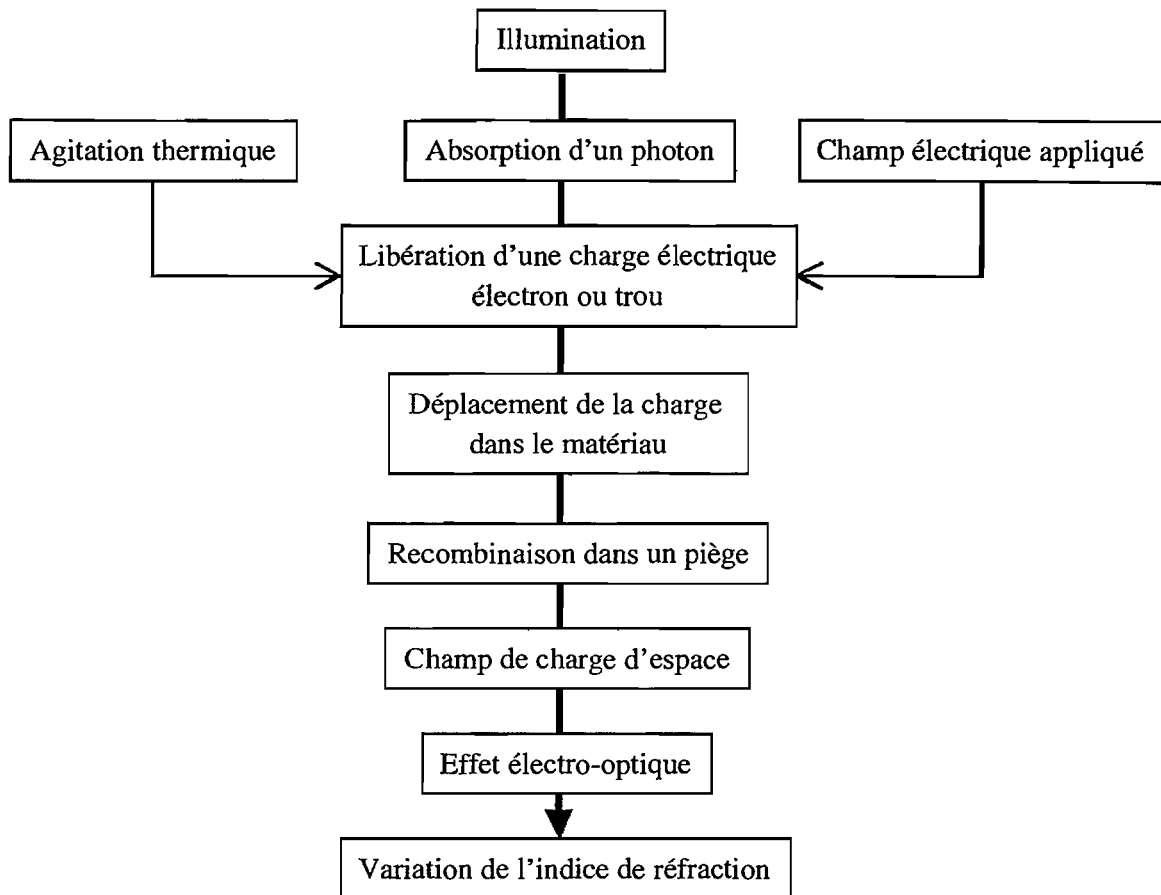 Illumination
Agitation thermique
Absorption d'un photon
Champ électrique appliqué
Libération d'une charge électrique
électron ou trou
Déplacement de la charge
dans le matériau
Recombinaison dans un piège
Champ de charge d'espace
Effet électro-optique
Variation de l'indice de réfraction